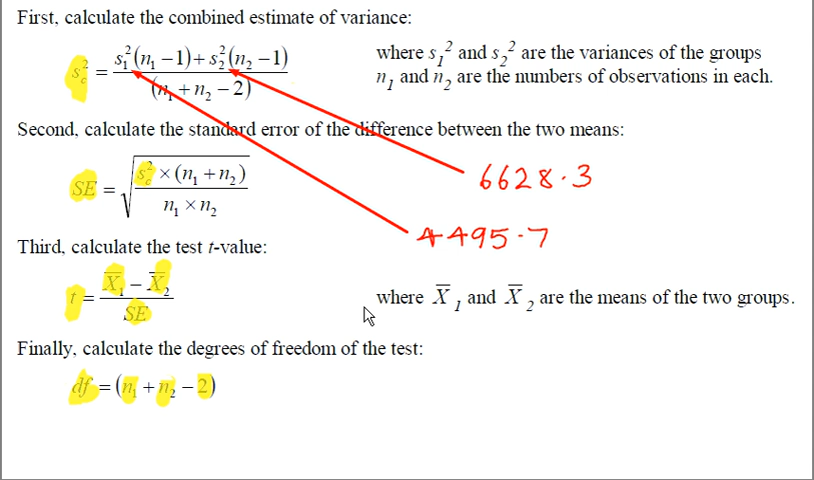 First, calculate the combined estimate of variance:
s_c^2 = (s_1^2(n_1 − 1) + s_2^2(n_2 − 1)) / (n_1 + n_2 − 2)
where s_1^2 and s_2^2 are the variances of the groups
n_1 and n_2 are the numbers of observations in each.
Second, calculate the standard error of the difference between the two means:
6628.3
SE = √((s_c^2 × (n_1 + n_2)) / (n_1 × n_2))
4495.7
Third, calculate the test t-value:
t = (X̅_1 − X̅_2) / SE
where X̅_1 and X̅_2 are the means of the two groups.
Finally, calculate the degrees of freedom of the test:
df = (n_1 + n_2 − 2)